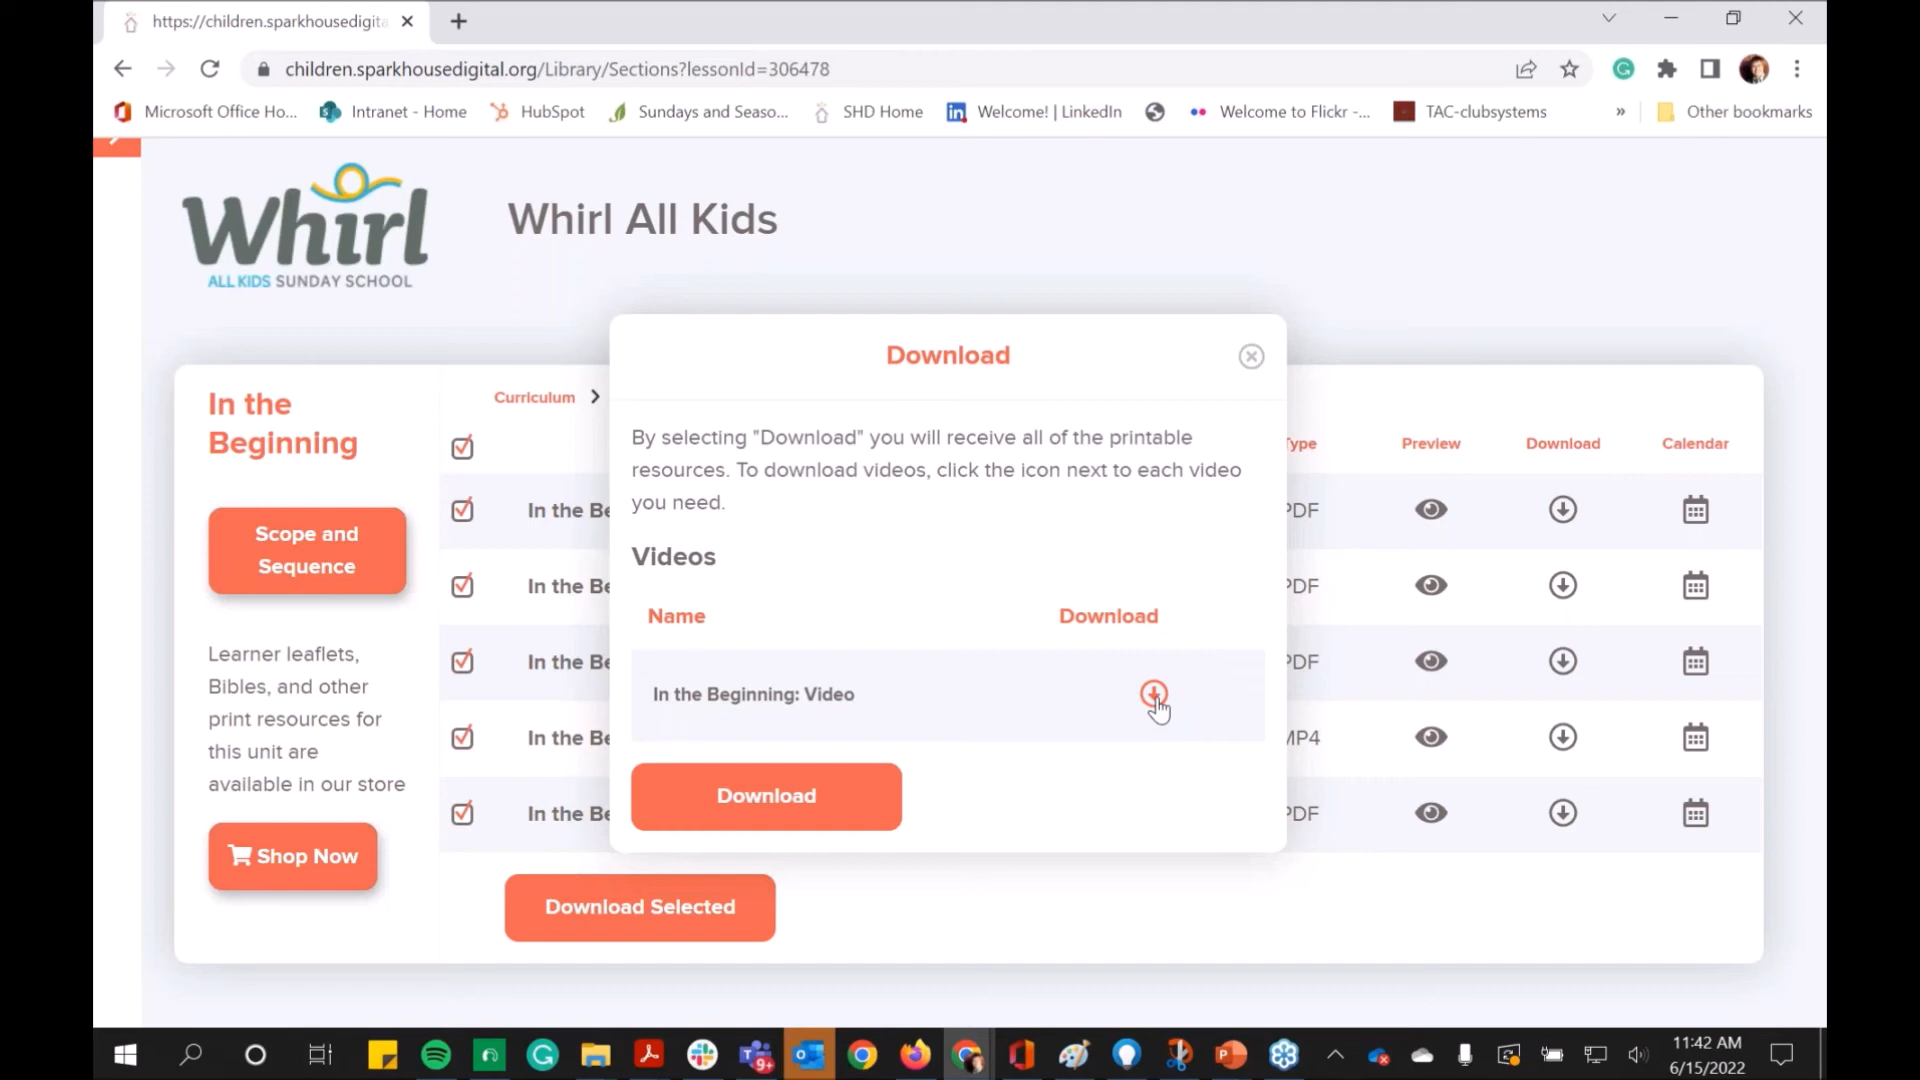 https://children.sparkhousedigita
children.sparkhousedigital.org/Library/Sections?lessonId=306478
Microsoft Office Ho...
Intranet - Home
HubSpot
Sundays and Seaso...
SHD Home
Welcome! | LinkedIn
Welcome to Flickr -...
TAC-clubsystems
»
Other bookmarks
Whirl
ALL KIDS SUNDAY SCHOOL
Whirl All Kids
In the
Beginning
Scope and
Sequence
Learner leaflets,
Bibles, and other
print resources for
this unit are
available in our store
Shop Now
Curriculum
Type Preview Download Calendar
In the Be PDF
In the Be PDF
In the Be PDF
In the Be MP4
In the Be PDF
Download Selected
Download
By selecting "Download" you will receive all of the printable
resources. To download videos, click the icon next to each video
you need.
Videos
Name Download
In the Beginning: Video
Download
9+
11:42 AM
6/15/2022